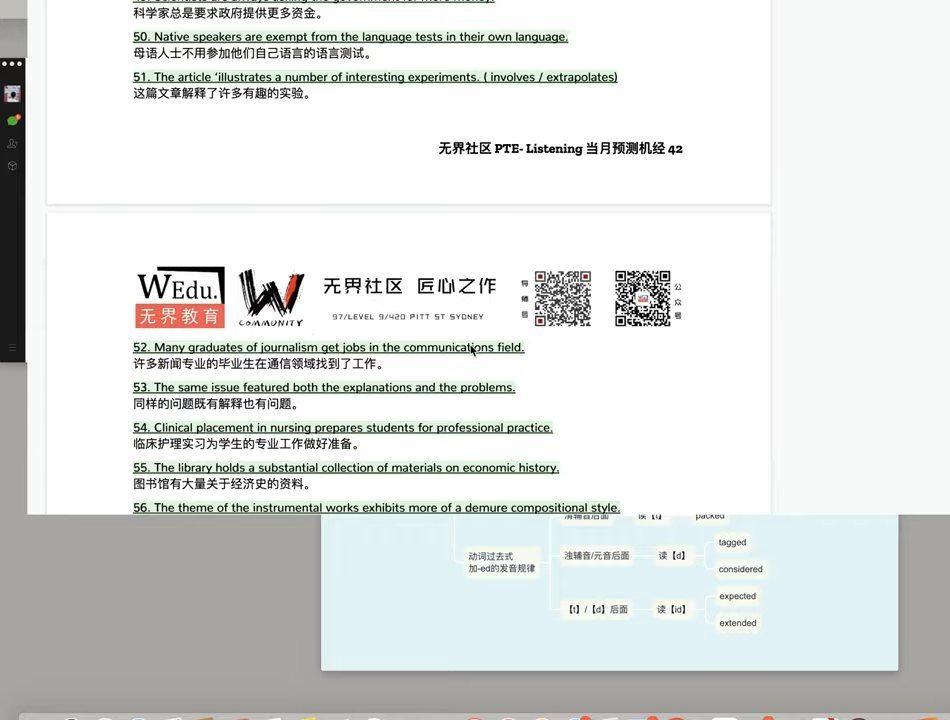 科学家总是要求政府提供更多资金。
50. Native speakers are exempt from the language tests in their own language.
母语人士不用参加他们自己语言的语言测试。
51. The article ‘illustrates a number of interesting experiments. ( involves / extrapolates)
这篇文章解释了许多有趣的实验。
无界社区 PTE- Listening 当月预测机经 42
WEdu.
无界教育
W
COMMUNITY
无界社区 匠心之作
97/LEVEL 9/420 PITT ST SYDNEY
导师号
公众号
52. Many graduates of journalism get jobs in the communications field.
许多新闻专业的毕业生在通信领域找到了工作。
53. The same issue featured both the explanations and the problems.
同样的问题既有解释也有问题。
54. Clinical placement in nursing prepares students for professional practice.
临床护理实习为学生的专业工作做好准备。
55. The library holds a substantial collection of materials on economic history.
图书馆有大量关于经济史的资料。
56. The theme of the instrumental works exhibits more of a demure compositional style.
清辅音后面 读【t】 packed
动词过去式
加-ed的发音规律
浊辅音/元音后面 读【d】
tagged
considered
【t】/【d】后面 读【id】
expected
extended